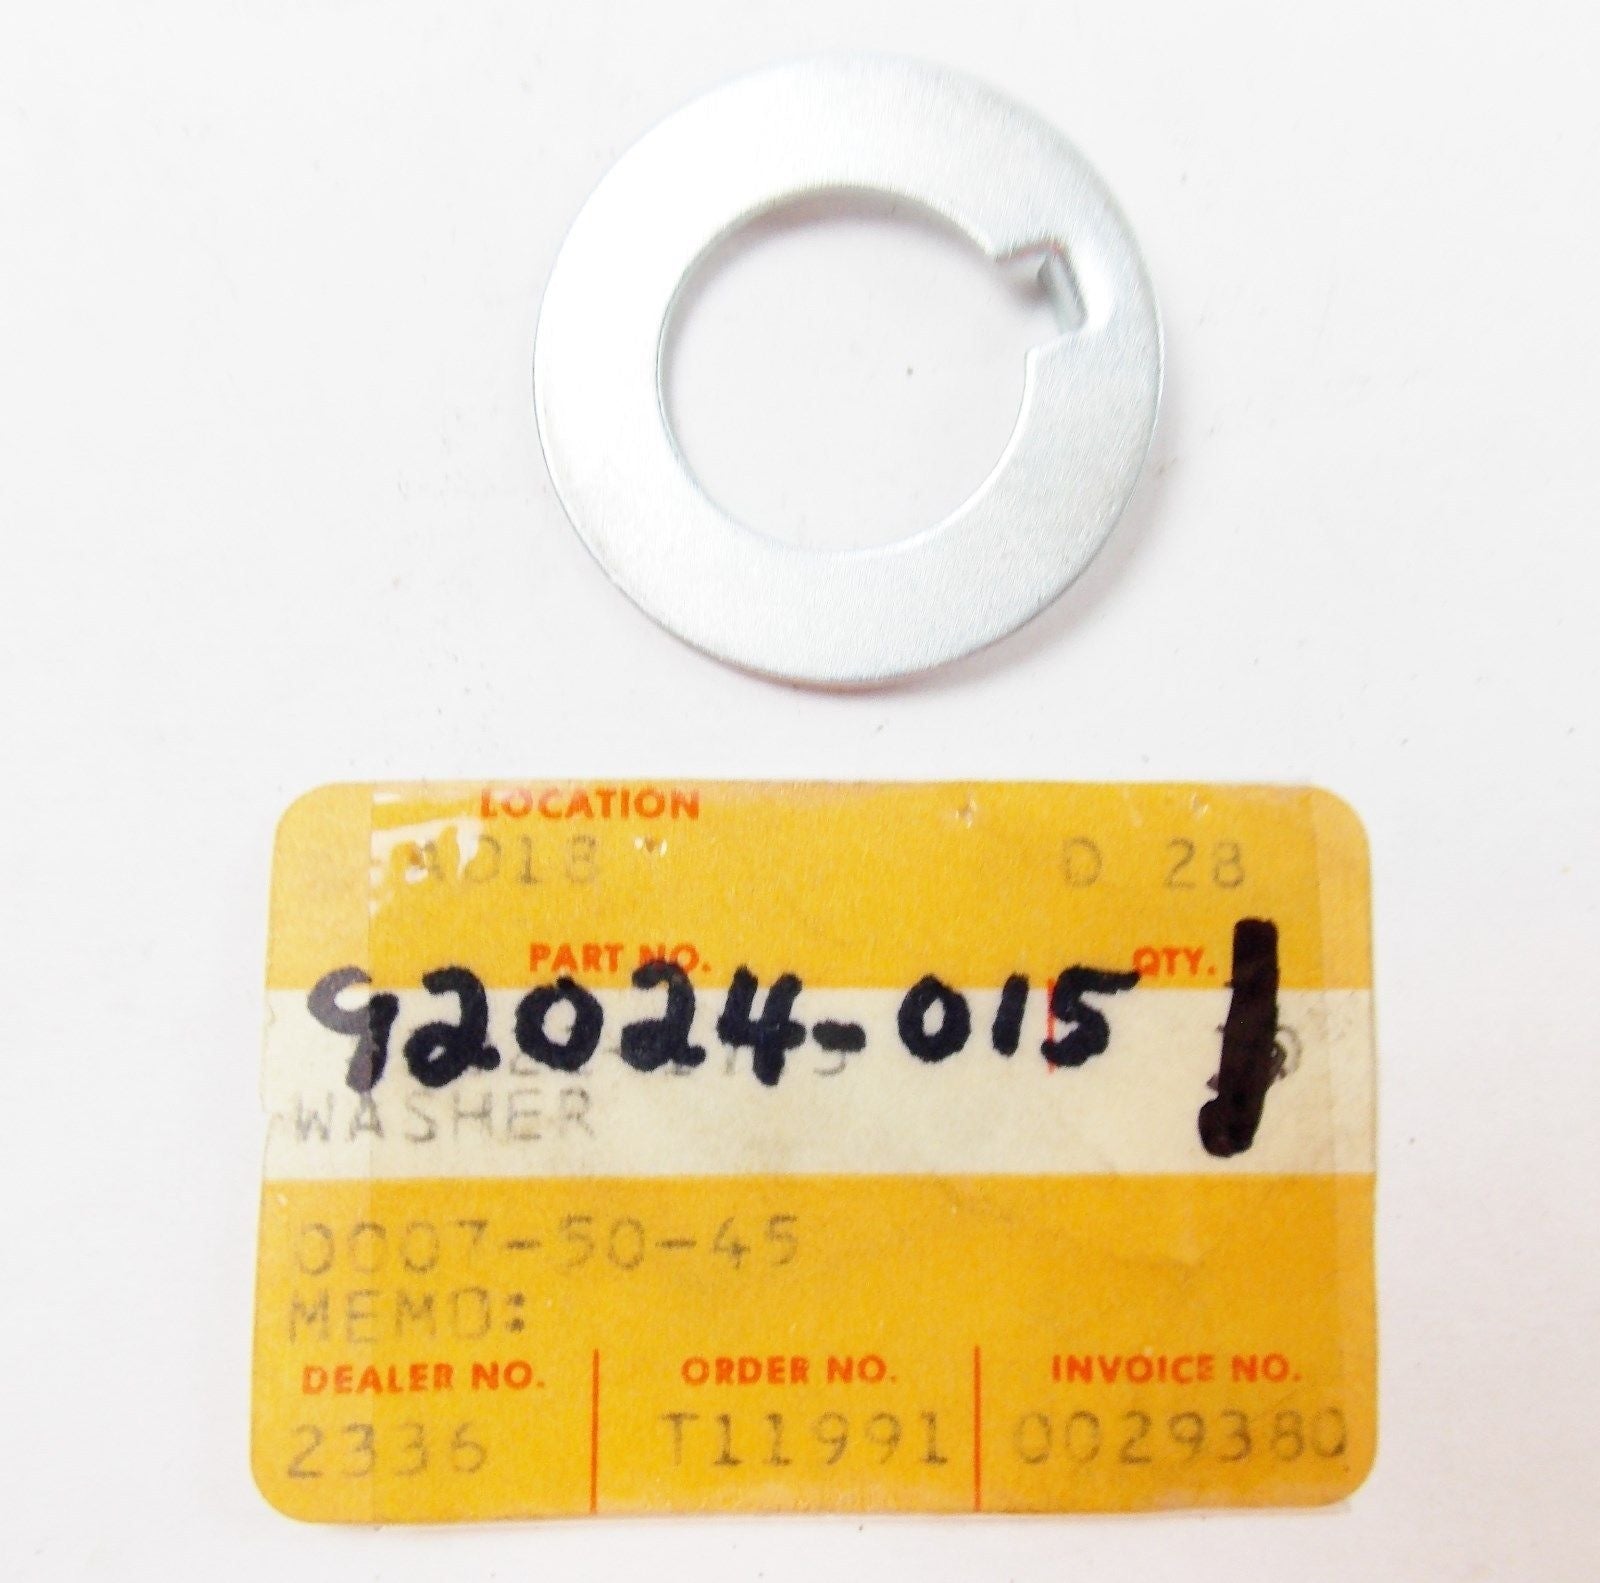 LOCATION
A018 D 28
PART NO. QTY.
92024-015 1
WASHER
0007-50-45
MEMO:
DEALER NO. ORDER NO. INVOICE NO.
2336 T11991 0029380